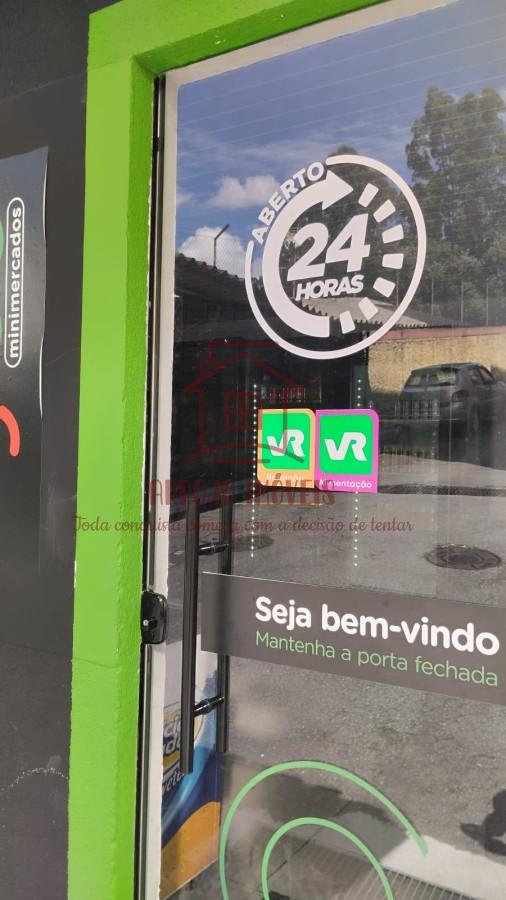 minimercados
ABERTO
24
HORAS
VR
VR
Alimentação
IMÓVEIS
Toda conquista começa com a decisão de tentar
Seja bem-vindo
Mantenha a porta fechada